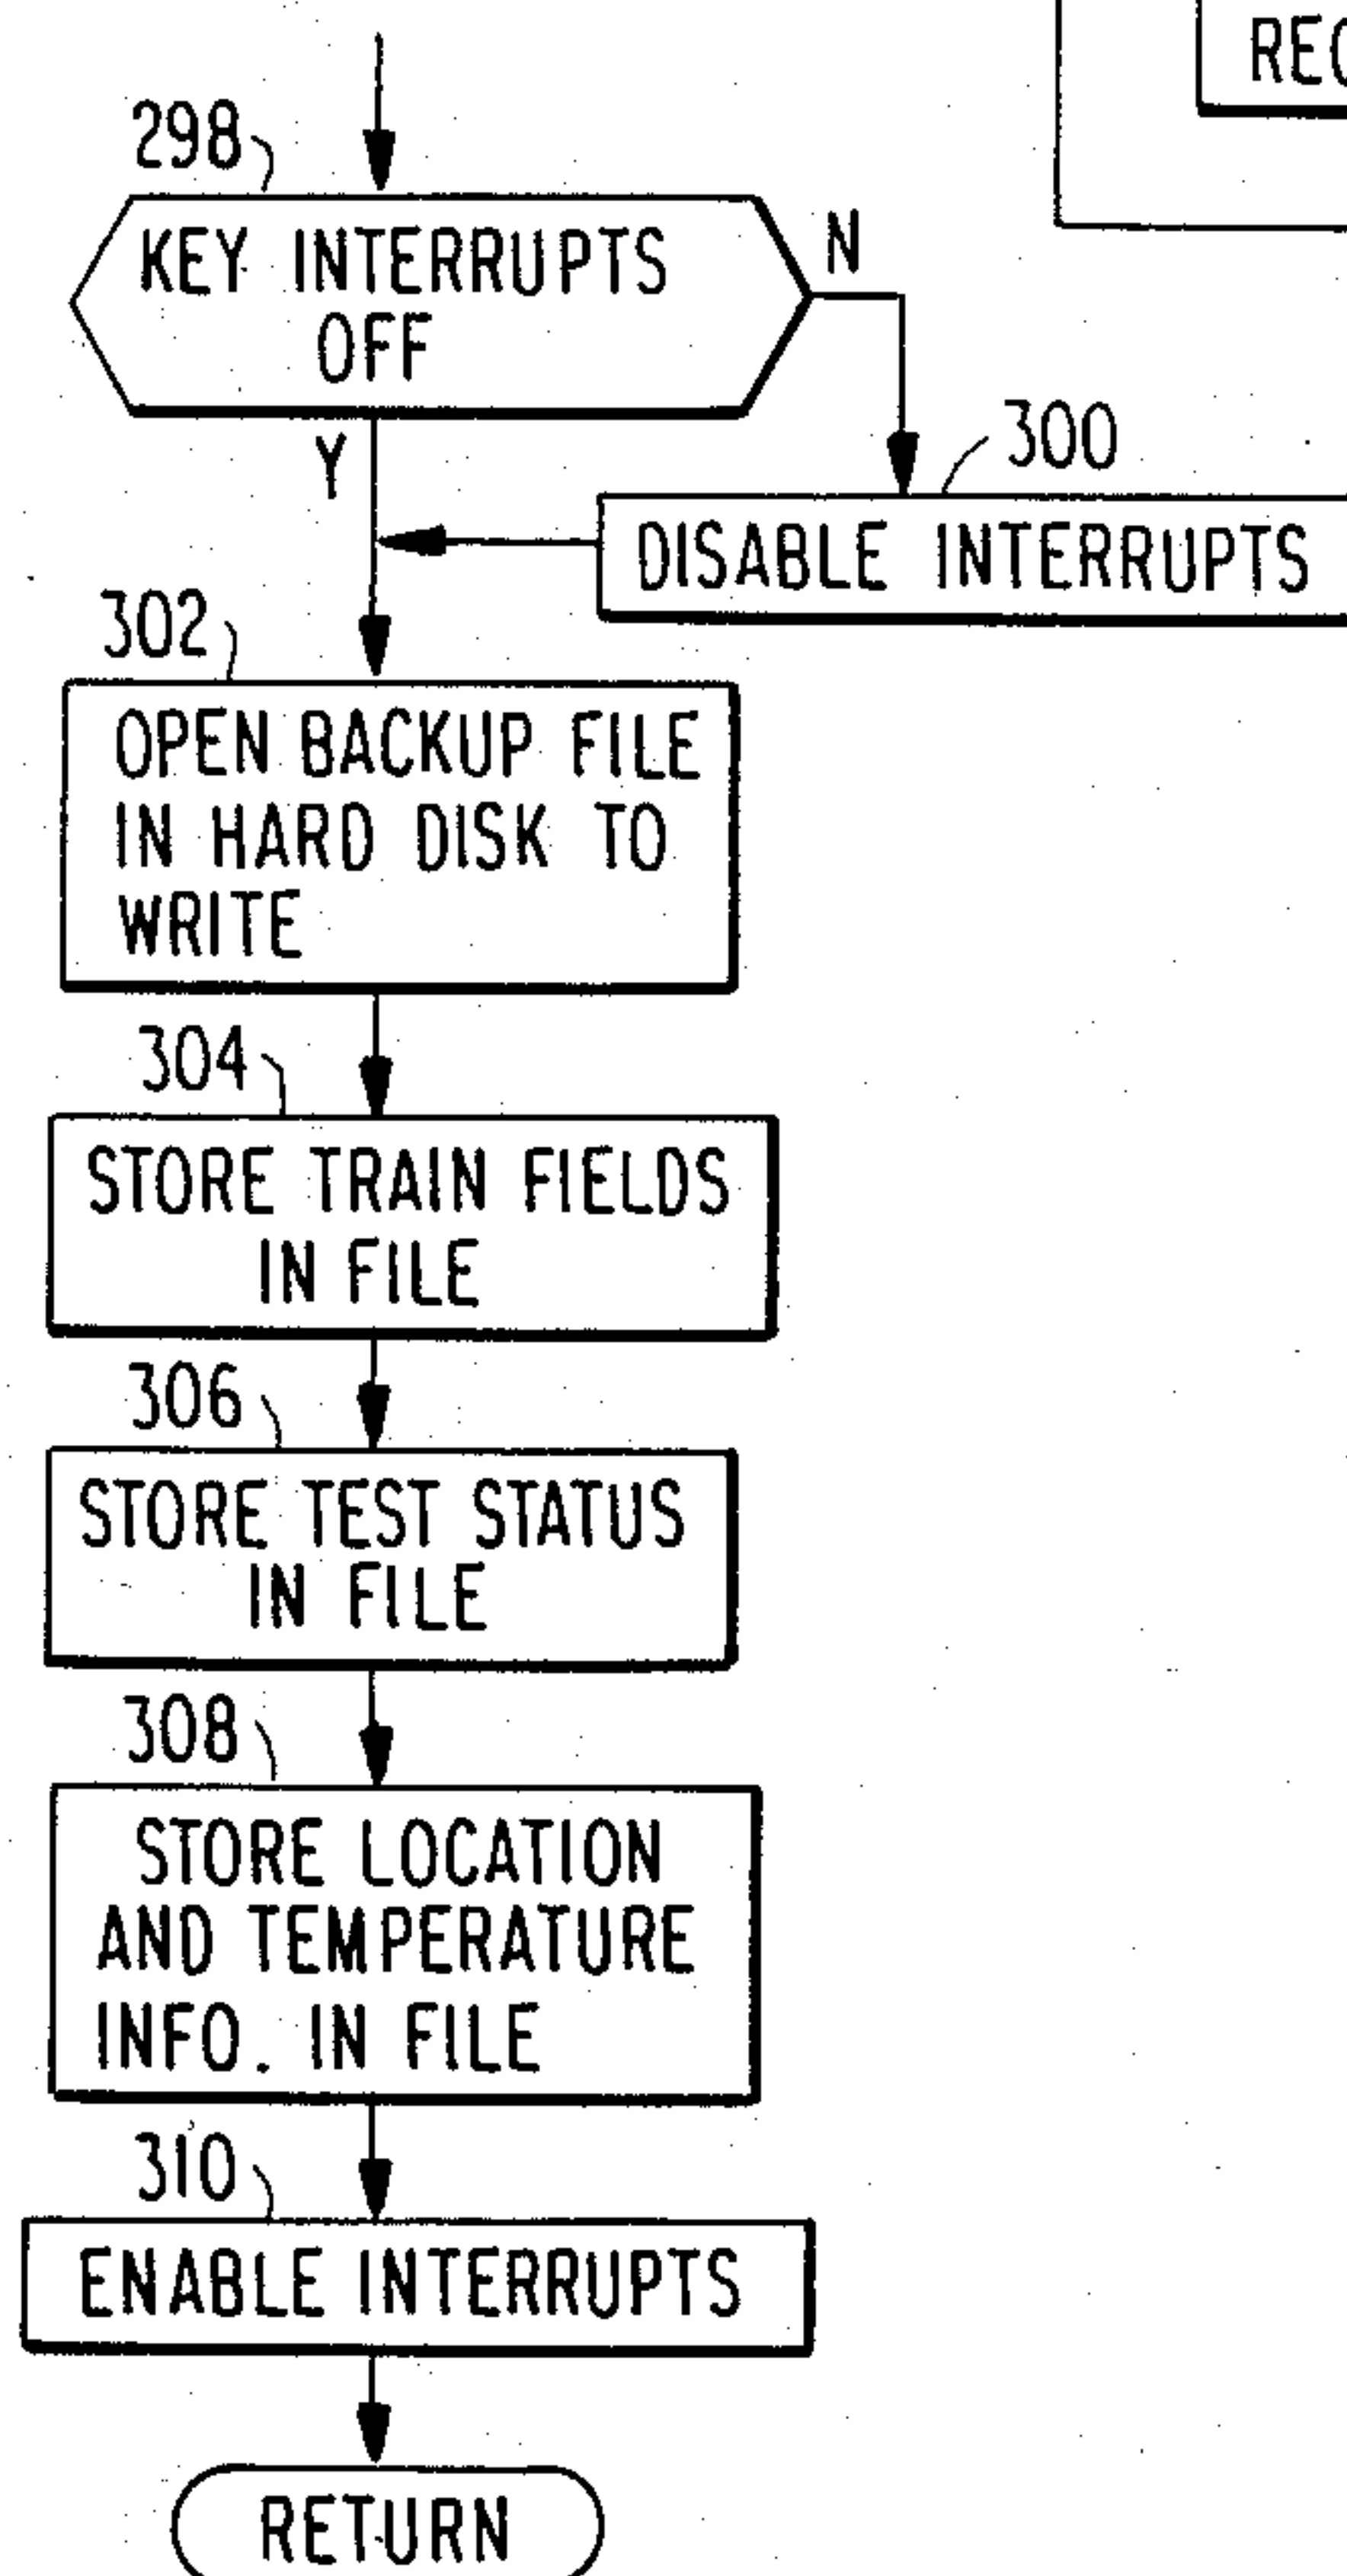 298
KEY INTERRUPTS
OFF
N
Y
300
DISABLE INTERRUPTS
302
OPEN BACKUP FILE
IN HARD DISK TO
WRITE
304
STORE TRAIN FIELDS
IN FILE
306
STORE TEST STATUS
IN FILE
308
STORE LOCATION
AND TEMPERATURE
INFO. IN FILE
310
ENABLE INTERRUPTS
RETURN